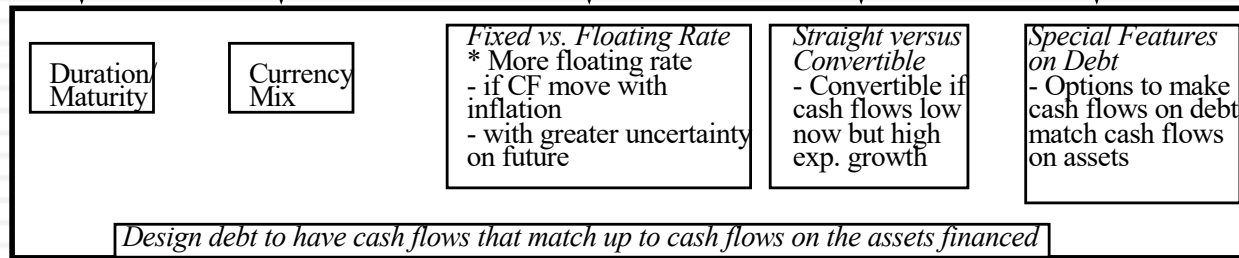 Duration/
Maturity
Currency
Mix
Fixed vs. Floating Rate
* More floating rate
- if CF move with
inflation
- with greater uncertainty
on future
Straight versus
Convertible
- Convertible if
cash flows low
now but high
exp. growth
Special Features
on Debt
- Options to make
cash flows on debt
match cash flows
on assets
Design debt to have cash flows that match up to cash flows on the assets financed